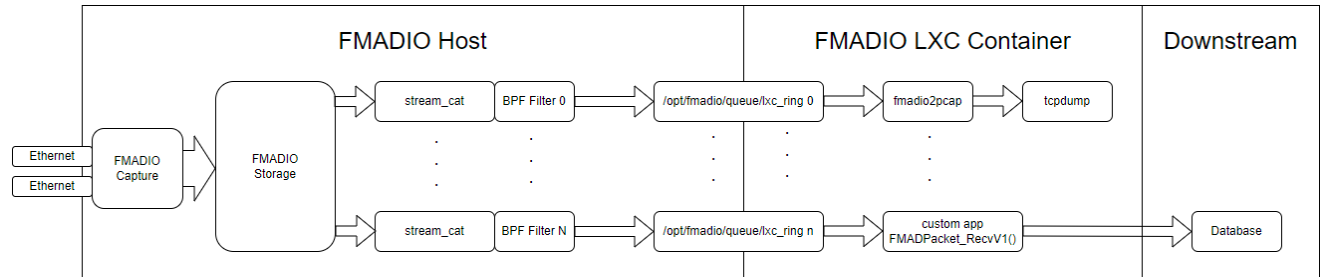 FMADIO Host
FMADIO LXC Container
Downstream
Ethernet
Ethernet
FMADIO
Capture
FMADIO
Storage
stream_cat
BPF Filter 0
/opt/fmadio/queue/lxc_ring 0
fmadio2pcap
tcpdump
stream_cat
BPF Filter N
/opt/fmadio/queue/lxc_ring n
custom app
FMADPacket_RecvV1()
Database